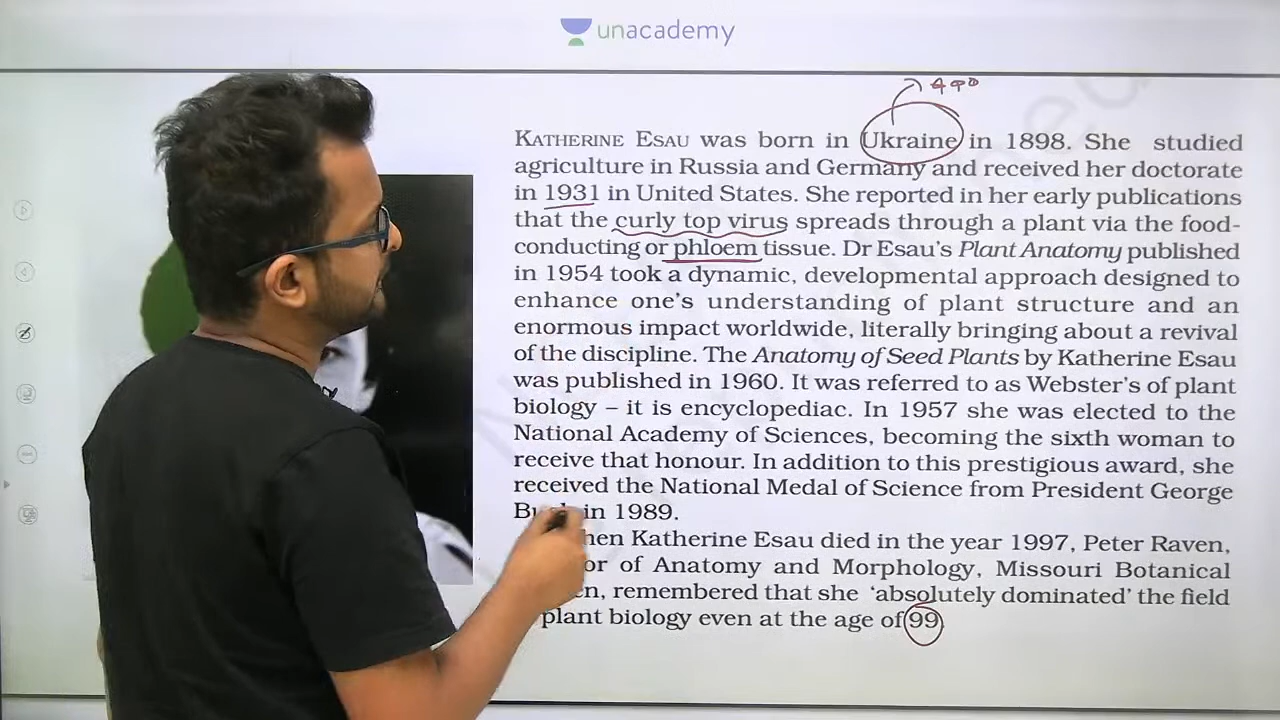 unacademy
KATHERINE ESAU was born in Ukraine in 1898. She studied
agriculture in Russia and Germany and received her doctorate
in 1931 in United States. She reported in her early publications
that the curly top virus spreads through a plant via the food-
conducting or phloem tissue. Dr Esau's Plant Anatomy published
in 1954 took a dynamic, developmental approach designed to
enhance one's understanding of plant structure and an
enormous impact worldwide, literally bringing about a revival
of the discipline. The Anatomy of Seed Plants by Katherine Esau
was published in 1960. It was referred to as Webster's of plant
biology – it is encyclopediac. In 1957 she was elected to the
National Academy of Sciences, becoming the sixth woman to
receive that honour. In addition to this prestigious award, she
received the National Medal of Science from President George
in 1989.
Katherine Esau died in the year 1997, Peter Raven,
of Anatomy and Morphology, Missouri Botanical
remembered that she 'absolutely dominated' the field
plant biology even at the age of 99